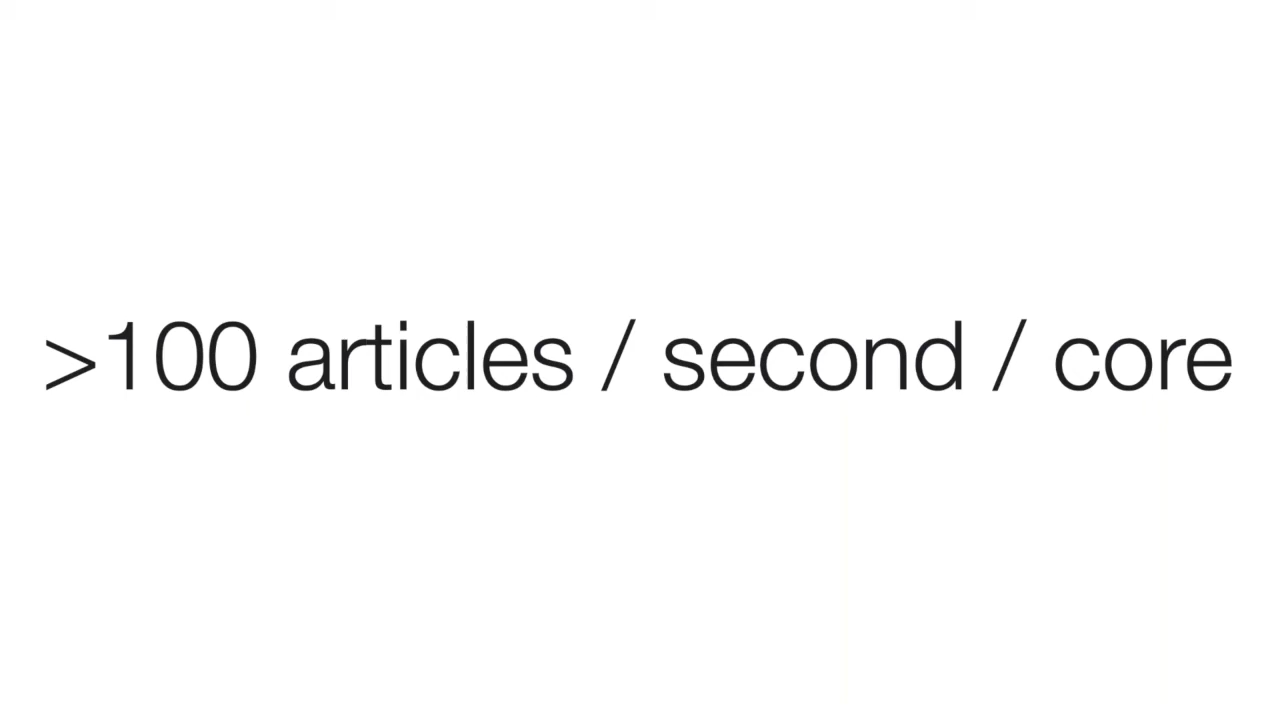 >100 articles / second / core